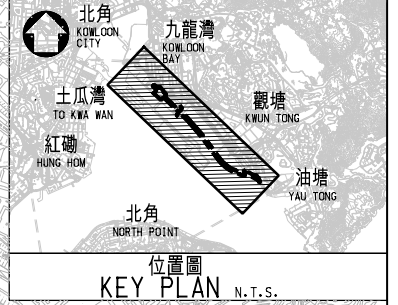 北角
KOWLOON
CITY
九龍灣
KOWLOON
BAY
土瓜灣
TO KWA WAN
觀塘
KWUN TONG
紅磡
HUNG HOM
油塘
YAU TONG
北角
NORTH POINT
位置圖
KEY PLAN N.T.S.